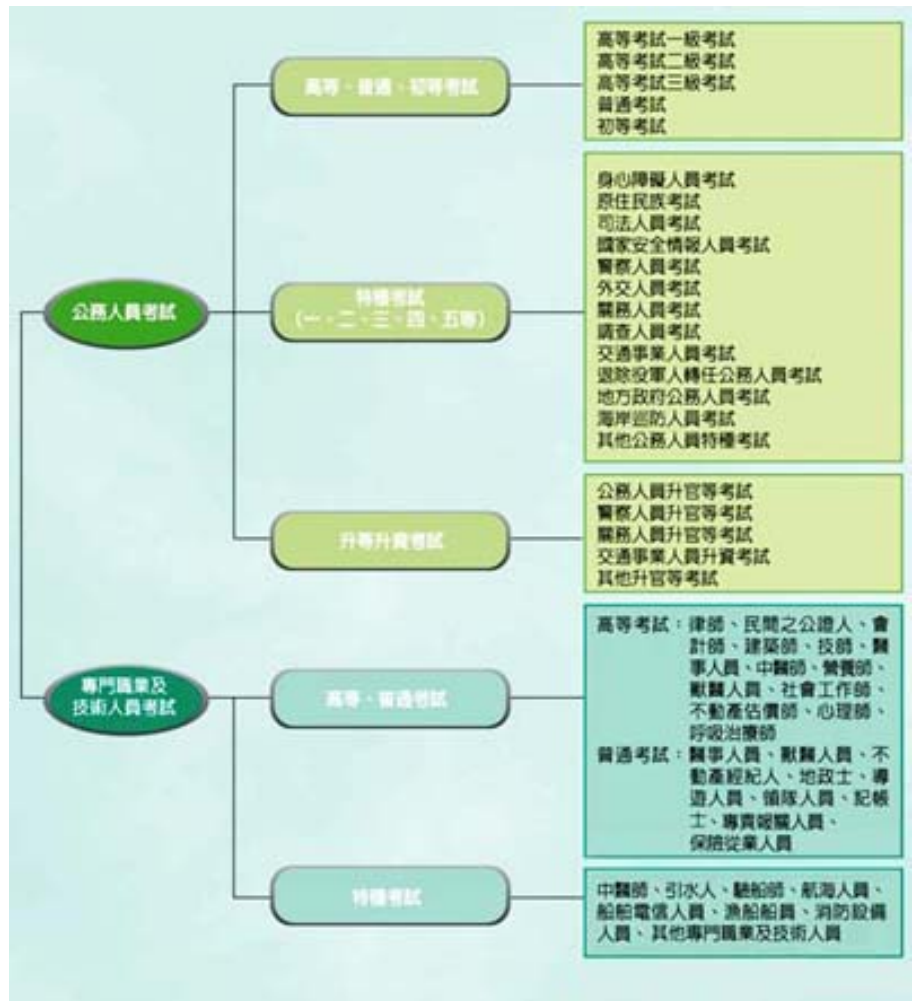 公務人員考試
高等、普通、初等考試
高等考試一級考試
高等考試二級考試
高等考試三級考試
普通考試
初等考試
特種考試
(一、二、三、四、五等)
身心障礙人員考試
原住民族考試
司法人員考試
國家安全情報人員考試
警察人員考試
外交人員考試
關務人員考試
調查人員考試
交通事業人員考試
退除役軍人轉任公務人員考試
地方政府公務人員考試
海岸巡防人員考試
其他公務人員特種考試
升等升資考試
公務人員升官等考試
警察人員升官等考試
關務人員升官等考試
交通事業人員升資考試
其他升官等考試
專門職業及
技術人員考試
高等、普通考試
高等考試：律師、民間之公證人、會
計師、建築師、技師、醫
事人員、中醫師、營養師、
獸醫人員、社會工作師、
不動產估價師、心理師、
呼吸治療師
普通考試：醫事人員、獸醫人員、不
動產經紀人、地政士、導
遊人員、領隊人員、記帳
士、專責報關人員、
保險從業人員
特種考試
中醫師、引水人、驗船師、航海人員、
船舶電信人員、漁船船員、消防設備
人員、其他專門職業及技術人員